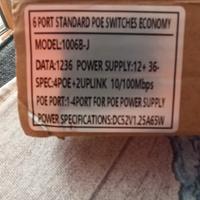 6 PORT STANDARD POE SWITCHES ECONOMY
MODEL:1006B-J
DATA:1236 POWER SUPPLY:12+ 36-
SPEC:4POE+2UPLINK 10/100Mbps
POE PORT:1-4PORT FOR POE POWER SUPPLY
POWER SPECIFICATIONS:DC52V1.25A65W